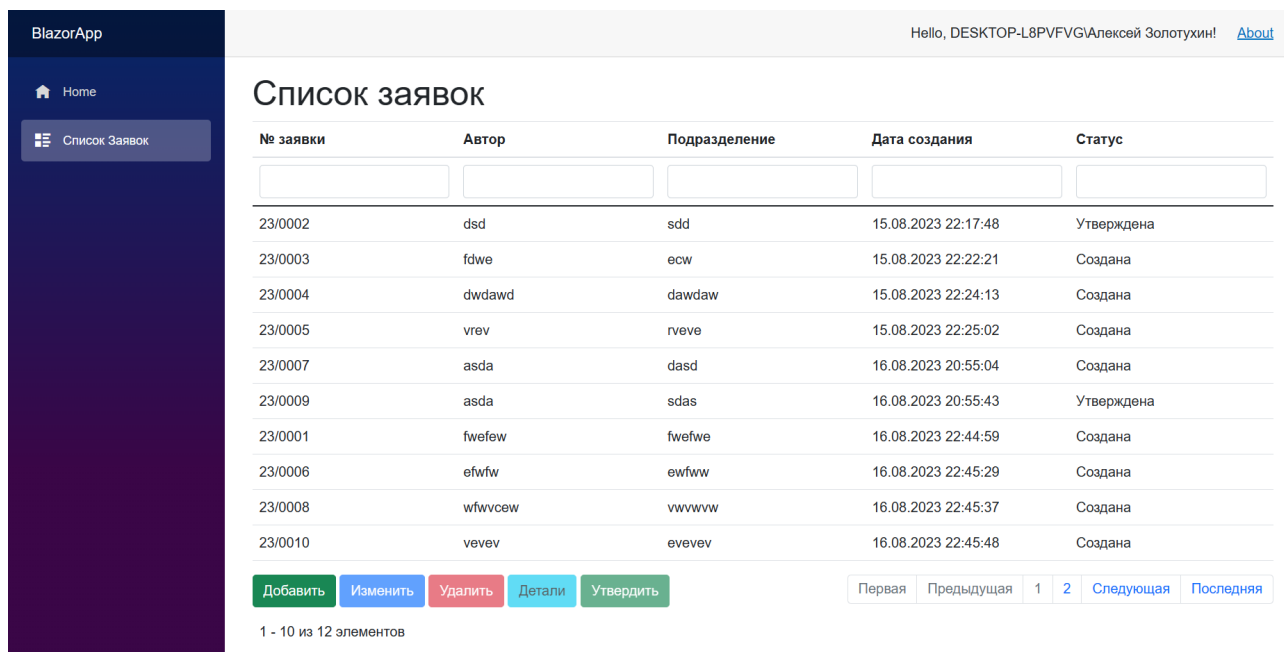 BlazorApp
Hello, DESKTOP-L8PVFVG\Алексей Золотухин! About
Home
Список Заявок
Список заявок
№ заявки Автор Подразделение Дата создания Статус
23/0002 dsd sdd 15.08.2023 22:17:48 Утверждена
23/0003 fdwe ecw 15.08.2023 22:22:21 Создана
23/0004 dwdawd dawdaw 15.08.2023 22:24:13 Создана
23/0005 vrev rveve 15.08.2023 22:25:02 Создана
23/0007 asda dasd 16.08.2023 20:55:04 Создана
23/0009 asda sdas 16.08.2023 20:55:43 Утверждена
23/0001 fwefew fwefwe 16.08.2023 22:44:59 Создана
23/0006 efwfw ewfww 16.08.2023 22:45:29 Создана
23/0008 wfwvcew vwvwvw 16.08.2023 22:45:37 Создана
23/0010 vevev evevev 16.08.2023 22:45:48 Создана
Добавить Изменить Удалить Детали Утвердить Первая Предыдущая 1 2 Следующая Последняя
1 - 10 из 12 элементов